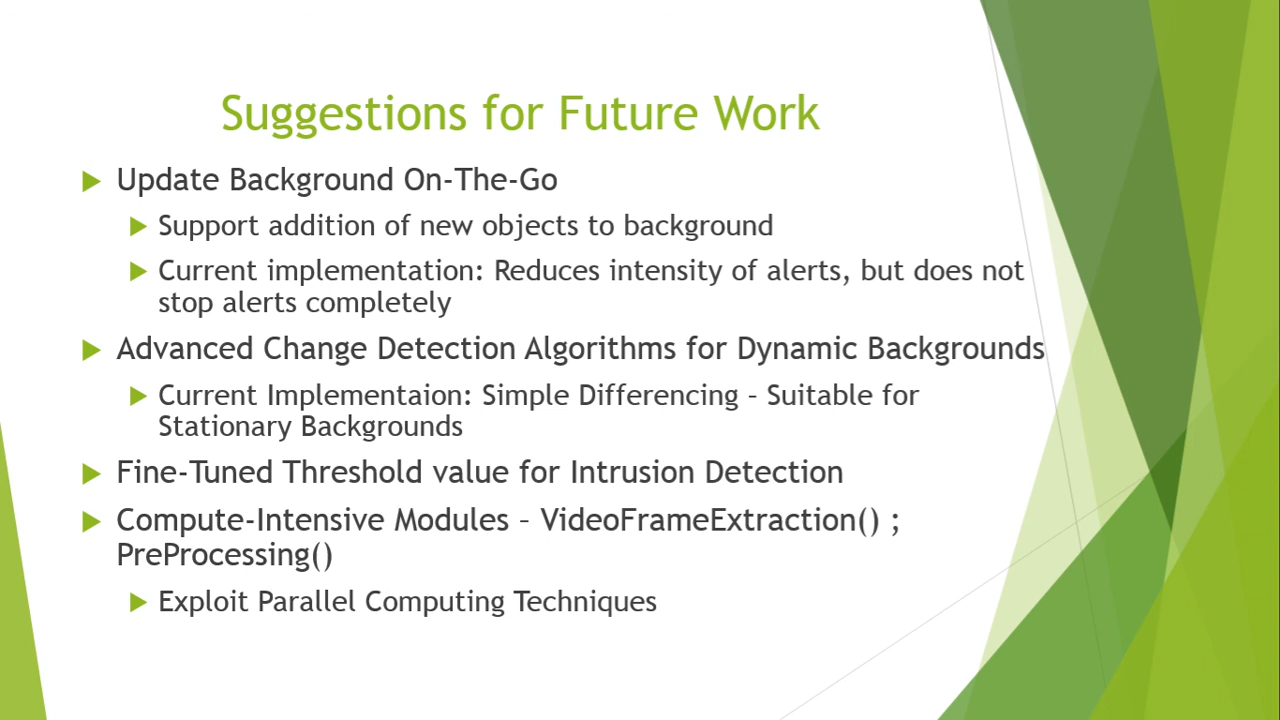 Suggestions for Future Work
Update Background On-The-Go
Support addition of new objects to background
Current implementation: Reduces intensity of alerts, but does not
stop alerts completely
Advanced Change Detection Algorithms for Dynamic Backgrounds
Current Implementaion: Simple Differencing – Suitable for
Stationary Backgrounds
Fine-Tuned Threshold value for Intrusion Detection
Compute-Intensive Modules – VideoFrameExtraction() ;
PreProcessing()
Exploit Parallel Computing Techniques